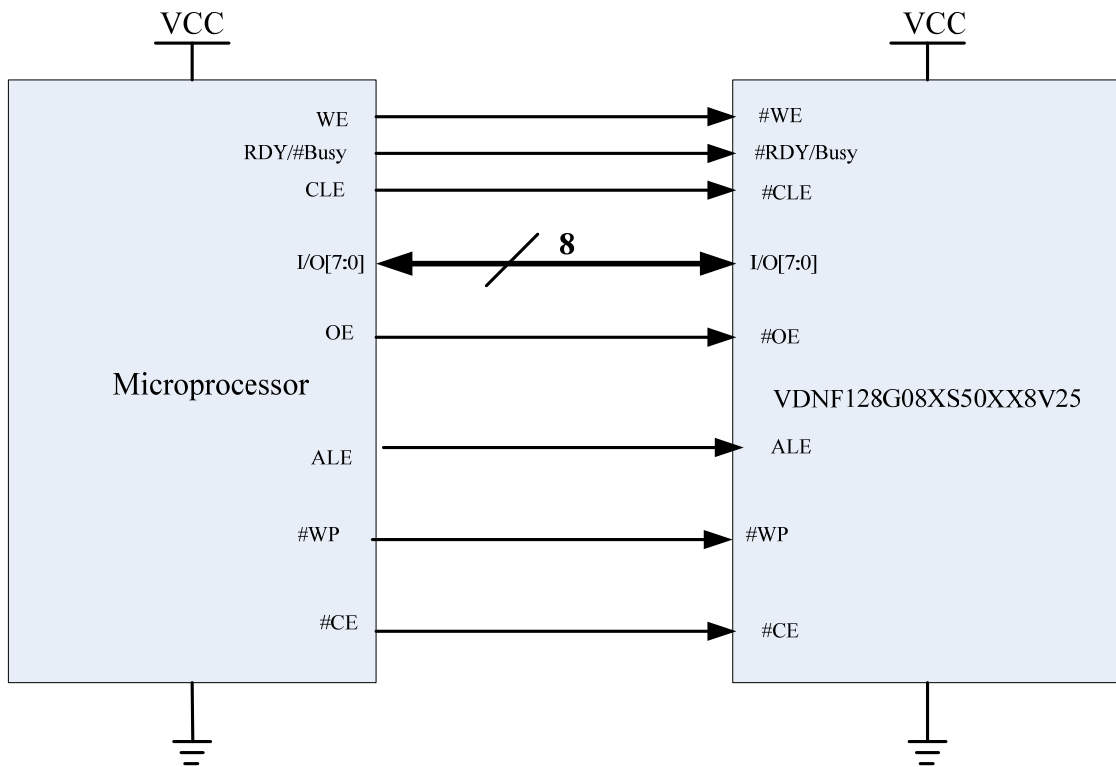 VCC
VCC
WE
#WE
RDY/#Busy
#RDY/Busy
CLE
#CLE
8
I/O[7:0]
I/O[7:0]
OE
#OE
Microprocessor
VDNF128G08XS50XX8V25
ALE
ALE
#WP
#WP
#CE
#CE